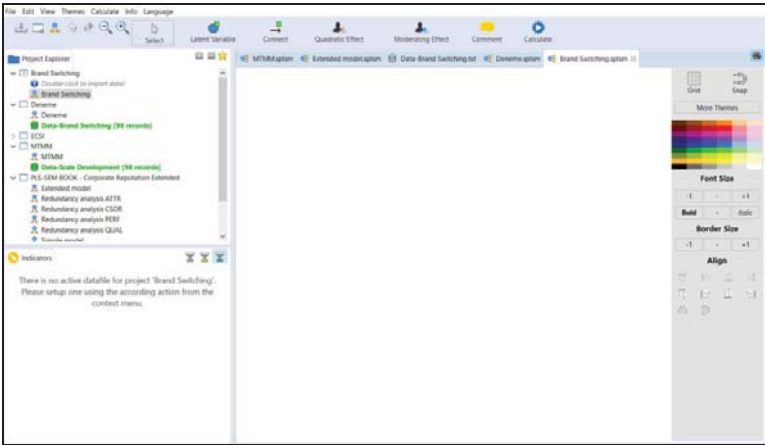 File Edit View Themes Calculate Info Language
Select
Latent Variable
Connect
Quadratic Effect
Moderating Effect
Comment
Calculate
Project Explorer
Brand Switching
Double-click to import data!
Brand Switching
Deneme
Deneme
Data-Brand Switching [98 records]
ECSI
MTMM
MTMM
Data-Scale Development [98 records]
PLS-SEM BOOK - Corporate Reputation Extended
Extended model
Redundancy analysis ATTR
Redundancy analysis CSOR
Redundancy analysis PERF
Redundancy analysis QUAL
Simple model
Indicators
There is no active datafile for project 'Brand Switching'.
Please setup one using the according action from the
context menu.
MTMM.splsm
Extended model.splsm
Data-Brand Switching.txt
Deneme.splsm
Brand Switching.splsm
Grid
Snap
More Themes
Font Size
-1 - +1
Bold - Italic
Border Size
-1 - +1
Align